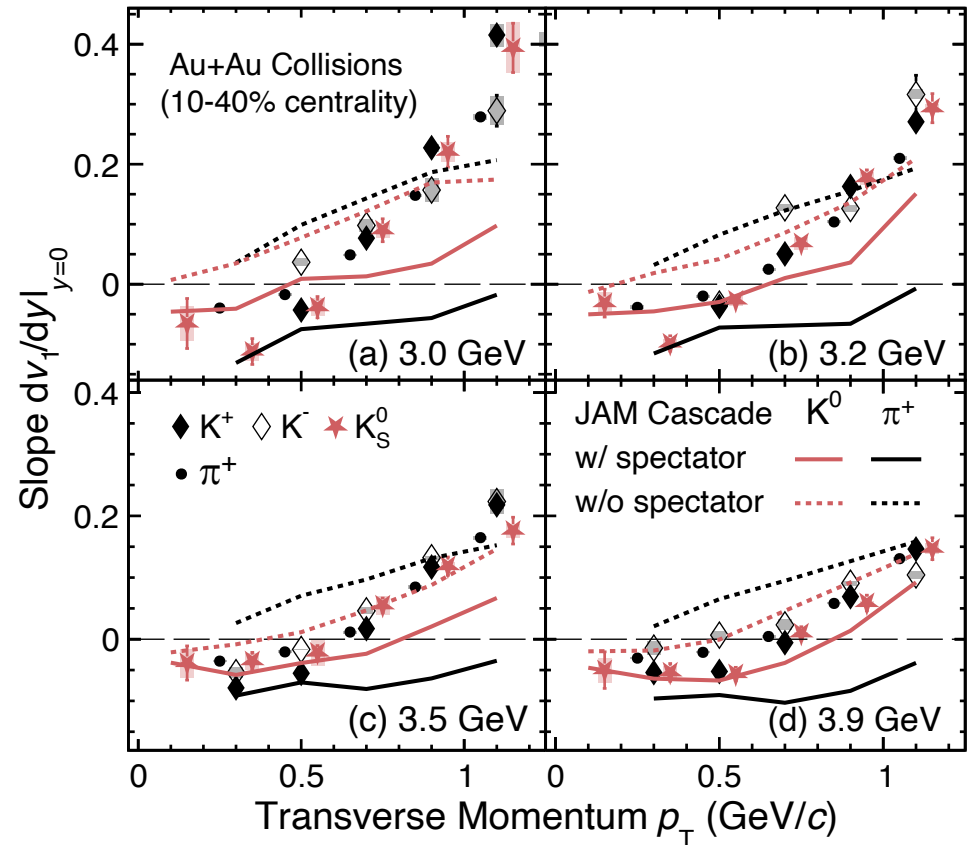 Slope dv₁/dy|y=0
0.4
0.2
0
Au+Au Collisions
(10-40% centrality)
(a) 3.0 GeV
(b) 3.2 GeV
0.4
0.2
0
K⁺ K⁻ K⁰S
π⁺
(c) 3.5 GeV
JAM Cascade K⁰ π⁺
w/ spectator
w/o spectator
(d) 3.9 GeV
0 0.5 1 0 0.5 1
Transverse Momentum pT (GeV/c)